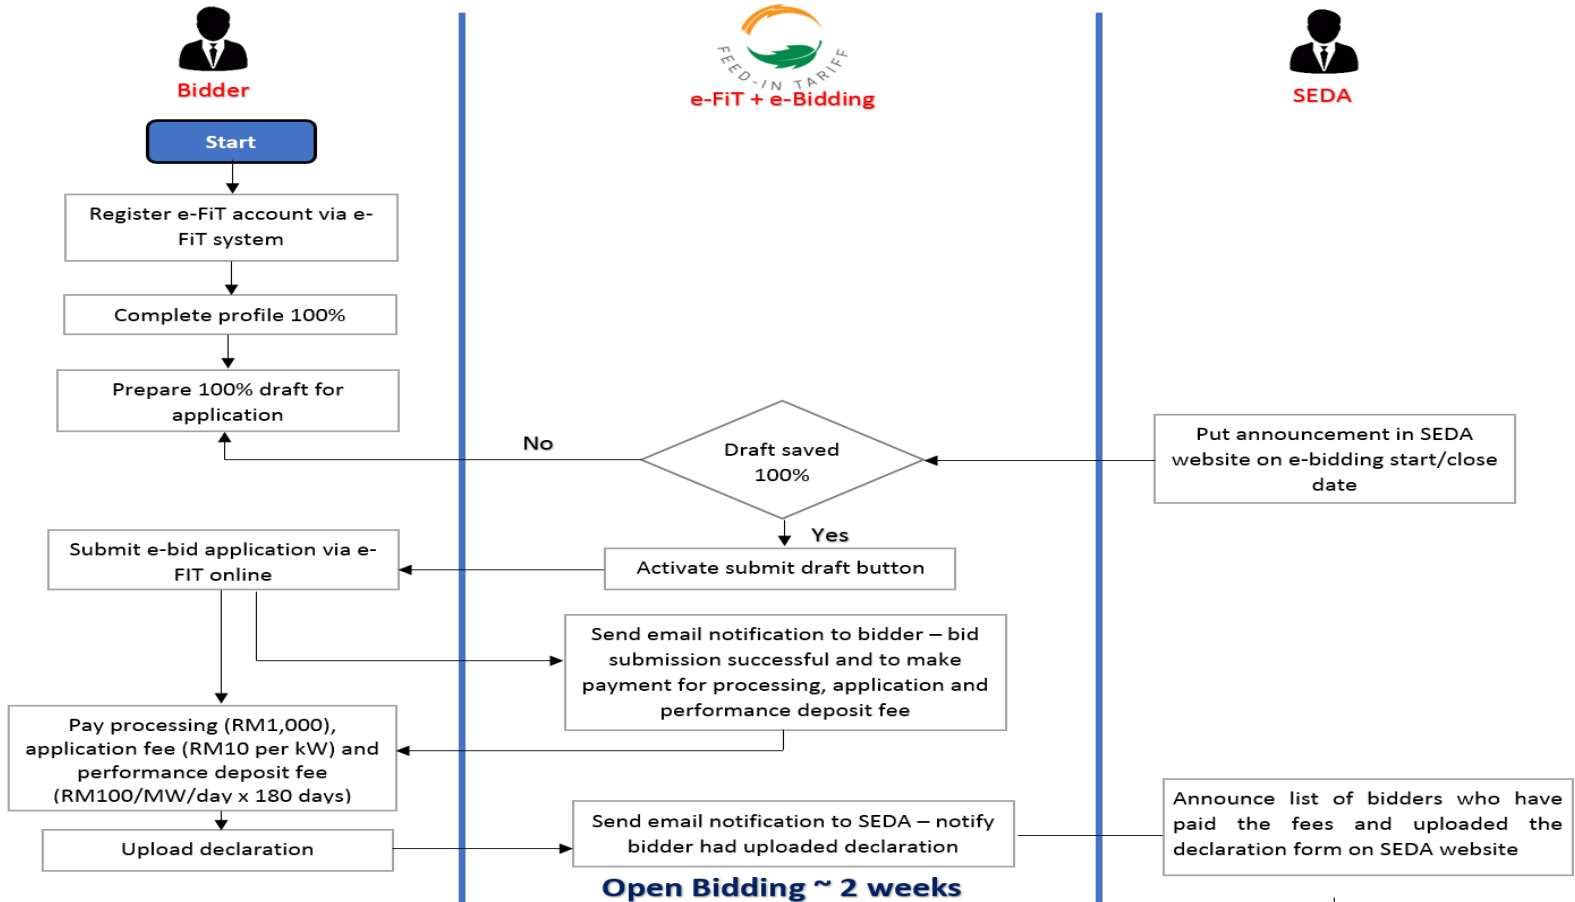 FEED-IN TARIFF
Bidder
e-FiT + e-Bidding
SEDA
Start
Register e-FiT account via e-
FiT system
Complete profile 100%
Prepare 100% draft for
application
No
Draft saved
100%
Put announcement in SEDA
website on e-bidding start/close
date
Yes
Submit e-bid application via e-
FIT online
Activate submit draft button
Send email notification to bidder – bid
submission successful and to make
payment for processing, application and
performance deposit fee
Pay processing (RM1,000),
application fee (RM10 per kW) and
performance deposit fee
(RM100/MW/day x 180 days)
Upload declaration
Send email notification to SEDA – notify
bidder had uploaded declaration
Announce list of bidders who have
paid the fees and uploaded the
declaration form on SEDA website
Open Bidding ~ 2 weeks